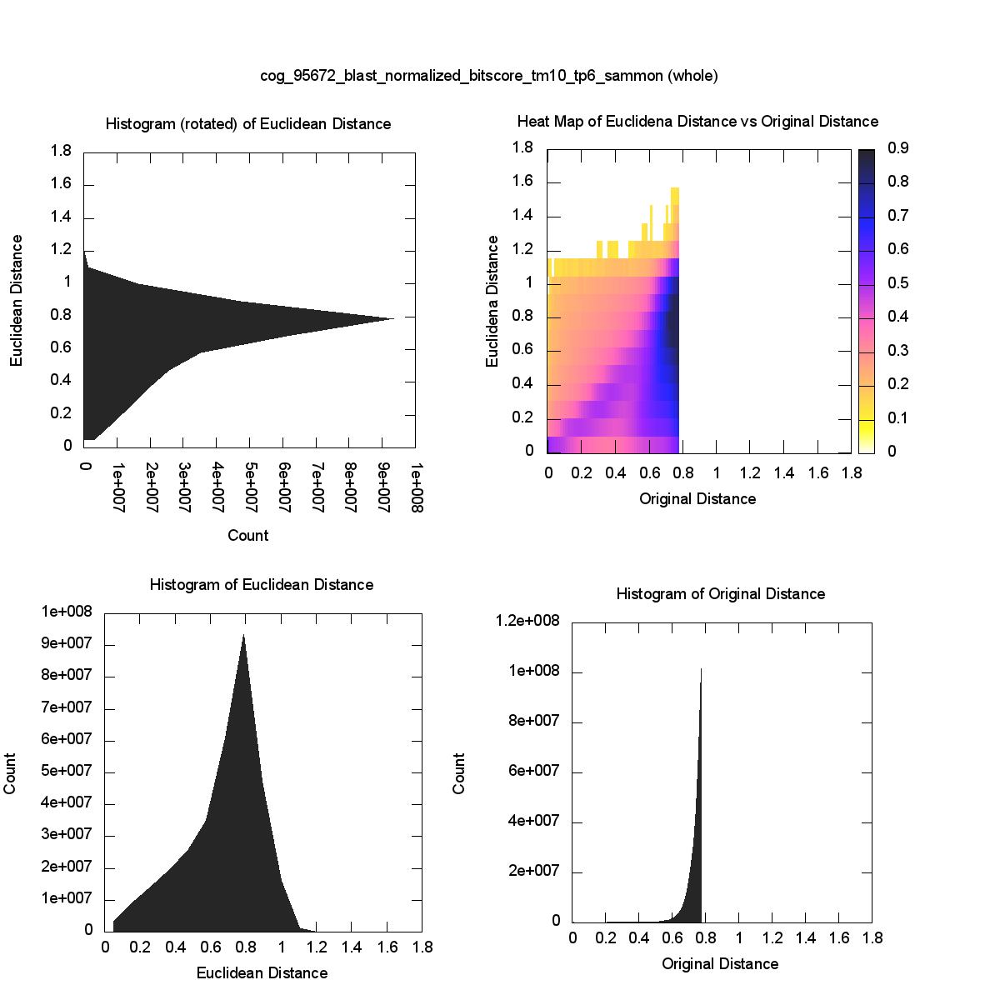 cog_95672_blast_normalized_bitscore_tm10_tp6_sammon (whole)
Histogram (rotated) of Euclidean Distance
1.8
1.6
1.4
1.2
1
0.8
0.6
0.4
0.2
0
Euclidean Distance
0
1e+007
2e+007
3e+007
4e+007
5e+007
6e+007
7e+007
8e+007
9e+007
1e+008
Count
Heat Map of Euclidena Distance vs Original Distance
1.8
1.6
1.4
1.2
1
0.8
0.6
0.4
0.2
0
Euclidena Distance
0 0.2 0.4 0.6 0.8 1 1.2 1.4 1.6 1.8
Original Distance
0.9
0.8
0.7
0.6
0.5
0.4
0.3
0.2
0.1
0
Histogram of Euclidean Distance
1e+008
9e+007
8e+007
7e+007
6e+007
5e+007
4e+007
3e+007
2e+007
1e+007
0
Count
0 0.2 0.4 0.6 0.8 1 1.2 1.4 1.6 1.8
Euclidean Distance
Histogram of Original Distance
1.2e+008
1e+008
8e+007
6e+007
4e+007
2e+007
0
Count
0 0.2 0.4 0.6 0.8 1 1.2 1.4 1.6 1.8
Original Distance